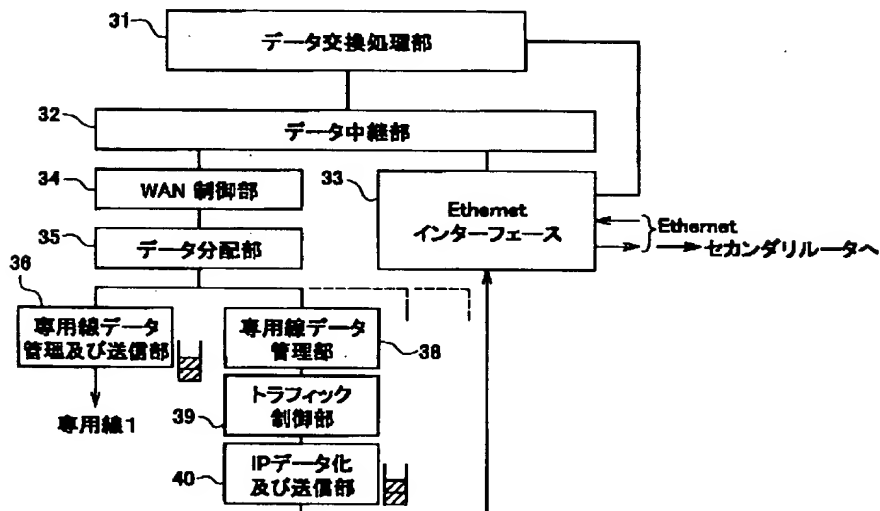 31
データ交換処理部
32
データ中継部
34
WAN 制御部
33
Ethernet
インターフェース
Ethernet
セカンダリルータへ
35
データ分配部
36
専用線データ
管理及び送信部
専用線1
専用線データ
管理部
38
トラフィック
制御部
39
IPデータ化
及び送信部
40